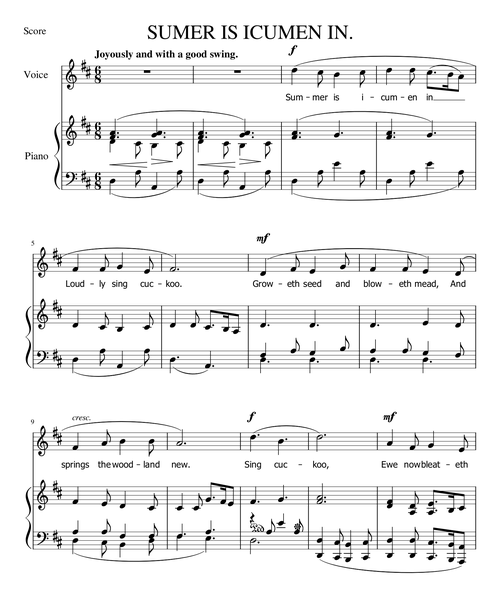 Score
SUMER IS ICUMEN IN.
Joyously and with a good swing.
f
Voice
Sum-mer is i-cum-en in
Piano
5
mf
Loud-ly sing cuc-koo. Grow-eth seed and blow-eth mead, And
9
cresc.
f
mf
springs the wood-land new. Sing cuc-koo, Ewe now bleat-eth